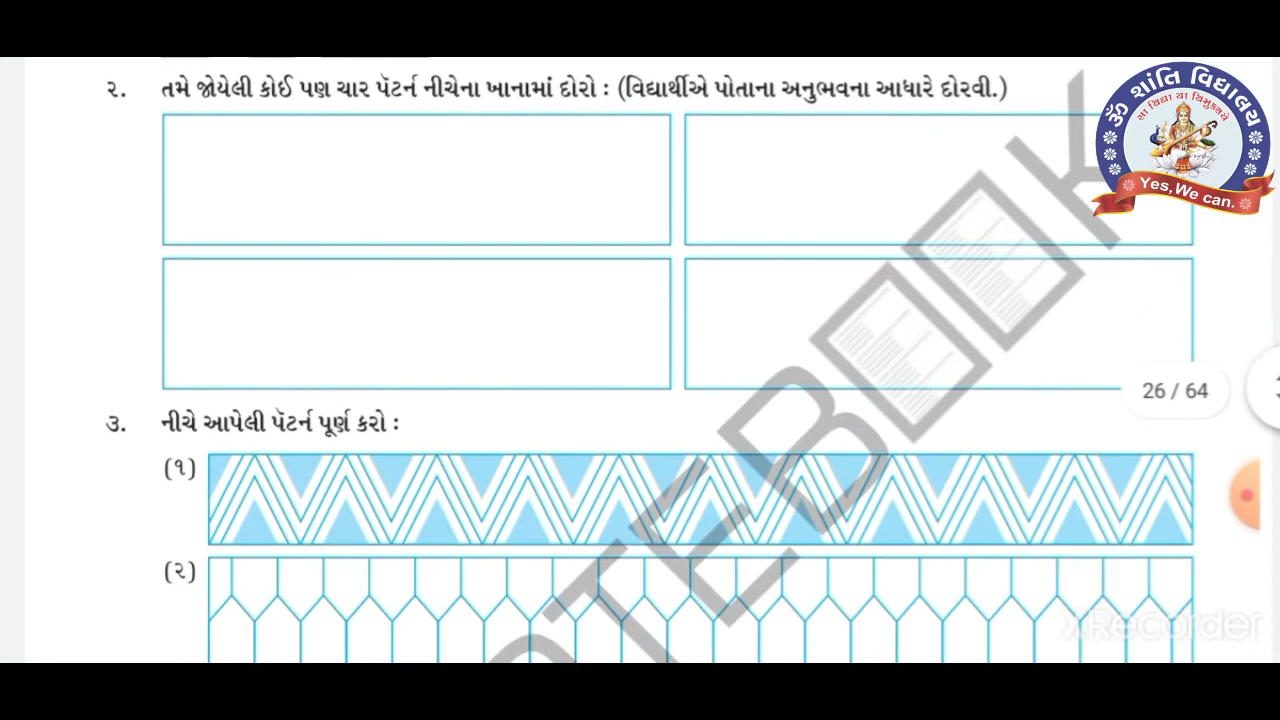 ૨. તમે જોયેલી કોઈ પણ ચાર પૅટર્ન નીચેના ખાનામાં દોરો : (વિદ્યાર્થીએ પોતાના અનુભવના આધારે દોરવી.)
ૐ શાંતિ વિદ્યાલય
સા વિદ્યા યા વિમુક્તયે
Yes, We can.
26 / 64
૩. નીચે આપેલી પૅટર્ન પૂર્ણ કરો :
(૧)
(૨)
XRecorder